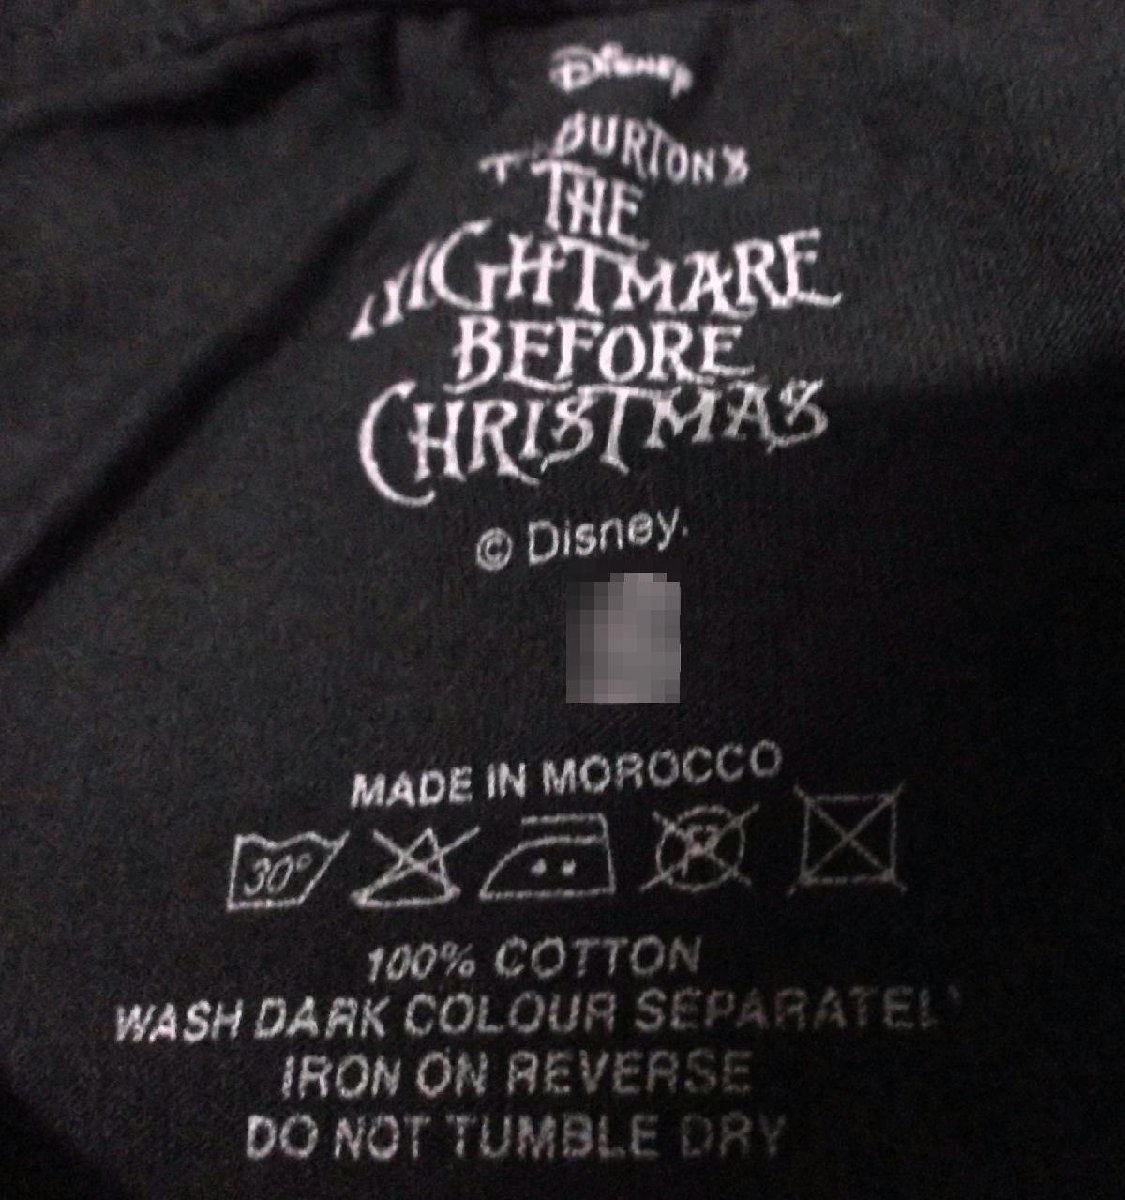 Disney
BURTON'S
THE
NIGHTMARE
BEFORE
CHRISTMAS
© Disney.
MADE IN MOROCCO
30°
100% COTTON
WASH DARK COLOUR SEPARATELY
IRON ON REVERSE
DO NOT TUMBLE DRY